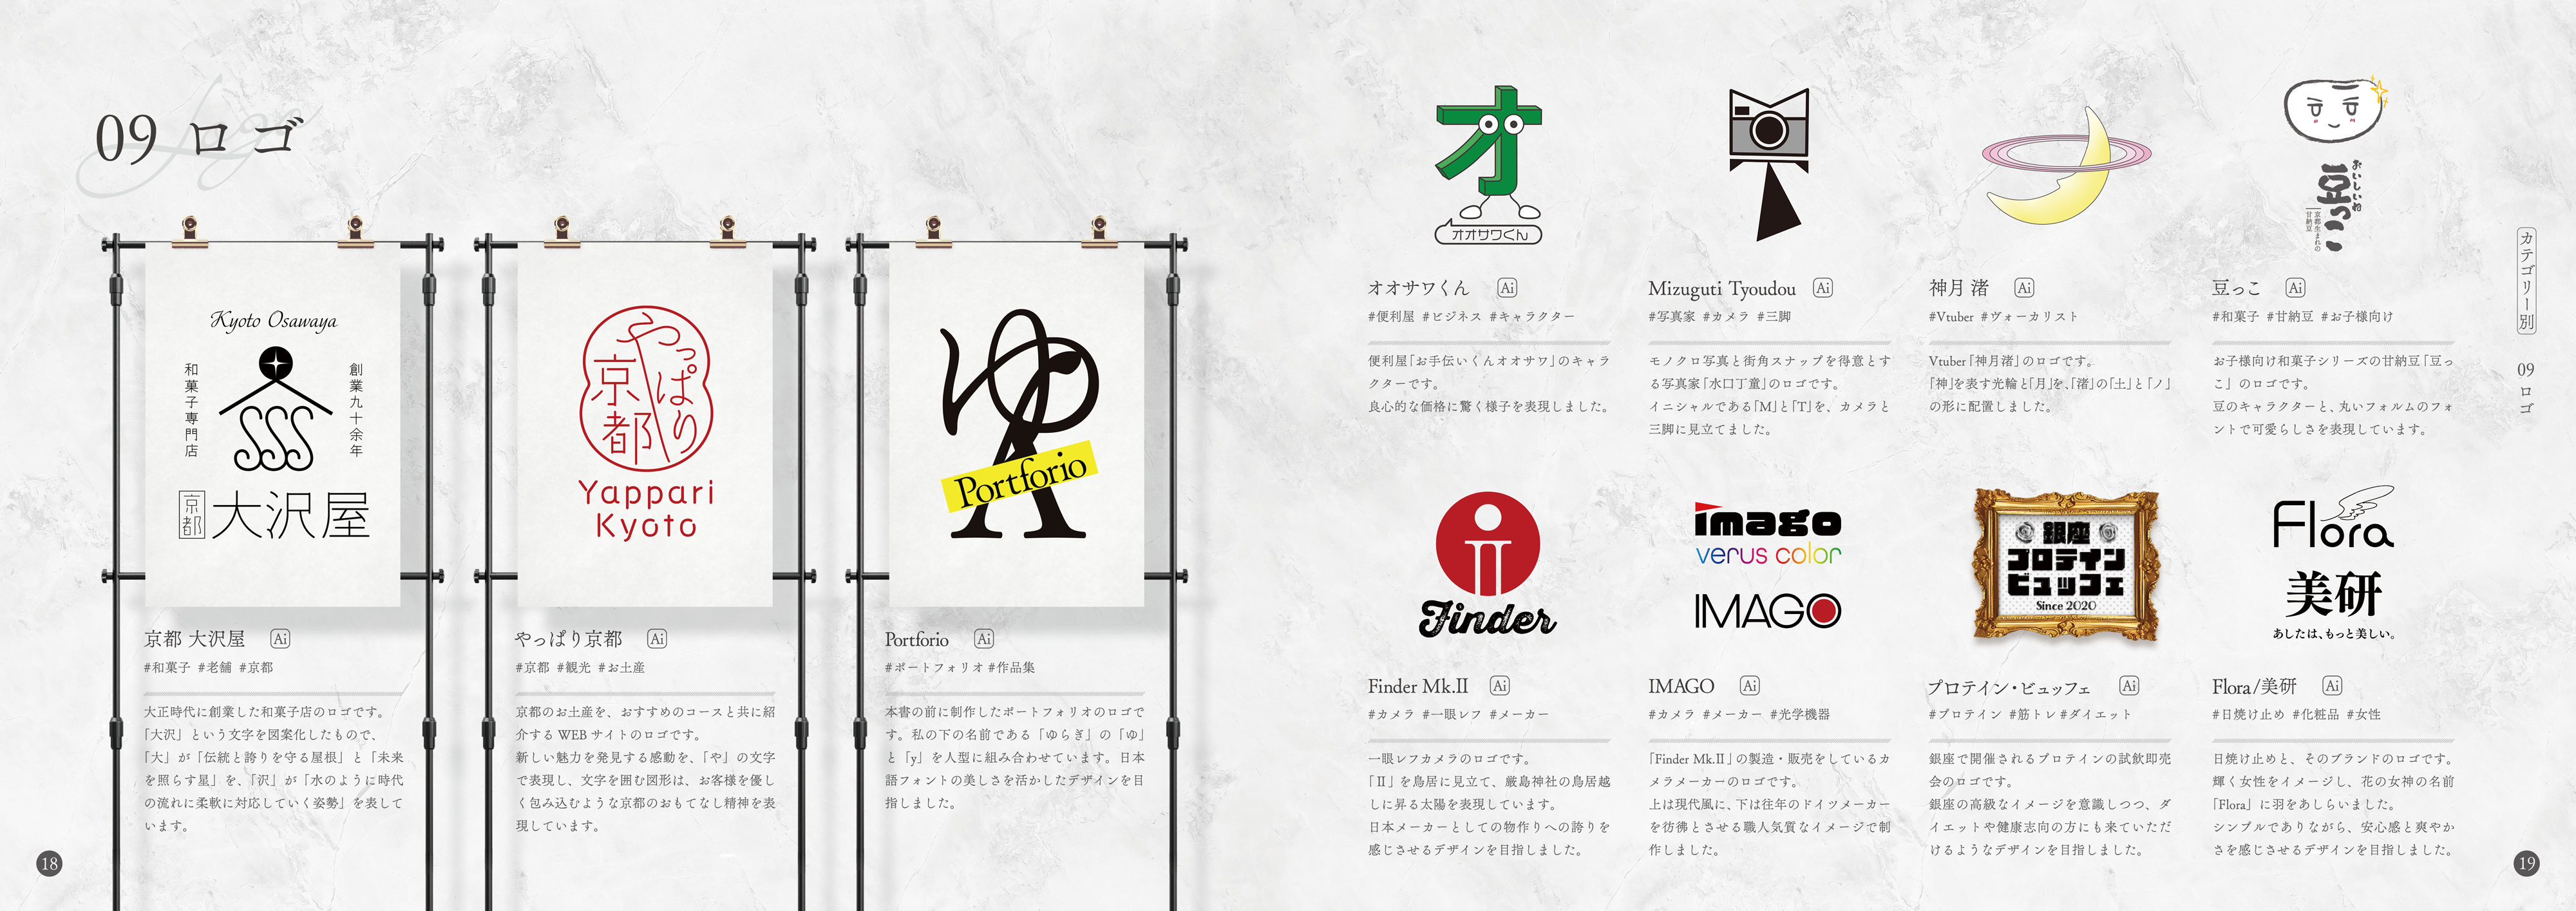 09 ロゴ
Kyoto Osawaya
和菓子専門店
創業九十余年
京都
大沢屋
京都 大沢屋 Ai
#和菓子 #老舗 #京都
大正時代に創業した和菓子店のロゴです。
「大沢」という文字を図案化したもので、
「大」が「伝統と誇りを守る屋根」と「未来
を照らす星」を、「沢」が「水のように時代
の流れに柔軟に対応していく姿勢」を表して
います。
やっぱり
京都
Yappari
Kyoto
やっぱり京都 Ai
#京都 #観光 #お土産
京都のお土産を、おすすめのコースと共に紹
介する WEB サイトのロゴです。
新しい魅力を発見する感動を、「や」の文字
で表現し、文字を囲む図形は、お客様を優し
く包み込むような京都のおもてなし精神を表
現しています。
ゆ
Portforio
Portforio Ai
#ポートフォリオ #作品集
本書の前に制作したポートフォリオのロゴで
す。私の下の名前である「ゆらぎ」の「ゆ」
と「y」を人型に組み合わせています。日本
語フォントの美しさを活かしたデザインを目
指しました。
18
オ
オオサワくん
オオサワくん Ai
#便利屋 #ビジネス #キャラクター
便利屋「お手伝いくんオオサワ」のキャラ
クターです。
良心的な価格に驚く様子を表現しました。
Mizuguti Tyoudou Ai
#写真家 #カメラ #三脚
モノクロ写真と街角スナップを得意とす
る写真家「水口丁童」のロゴです。
イニシャルである「M」と「T」を、カメラと
三脚に見立てました。
神月 渚 Ai
#Vtuber #ヴォーカリスト
Vtuber「神月渚」のロゴです。
「神」を表す光輪と「月」を、「渚」の「土」と「ノ」
の形に配置しました。
おいしいね
豆っこ
京都生まれの
甘納豆
豆っこ Ai
#和菓子 #甘納豆 #お子様向け
お子様向け和菓子シリーズの甘納豆「豆っ
こ」のロゴです。
豆のキャラクターと、丸いフォルムのフォ
ントで可愛らしさを表現しています。
Finder
Finder Mk.Ⅱ Ai
#カメラ #一眼レフ #メーカー
一眼レフカメラのロゴです。
「Ⅱ」を鳥居に見立て、厳島神社の鳥居越
しに昇る太陽を表現しています。
日本メーカーとしての物作りへの誇りを
感じさせるデザインを目指しました。
imago
verus color
IMAGO
IMAGO Ai
#カメラ #メーカー #光学機器
「Finder Mk.Ⅱ」の製造・販売をしているカ
メラメーカーのロゴです。
上は現代風に、下は往年のドイツメーカー
を彷彿とさせる職人気質なイメージで制
作しました。
銀座
プロテイン
ビュッフェ
Since 2020
プロテイン・ビュッフェ Ai
#プロテイン #筋トレ #ダイエット
銀座で開催されるプロテインの試飲即売
会のロゴです。
銀座の高級なイメージを意識しつつ、ダ
イエットや健康志向の方にも来ていただ
けるようなデザインを目指しました。
Flora
美研
あしたは、もっと美しい。
Flora/美研 Ai
#日焼け止め #化粧品 #女性
日焼け止めと、そのブランドのロゴです。
輝く女性をイメージし、花の女神の名前
「Flora」に羽をあしらいました。
シンプルでありながら、安心感と爽やか
さを感じさせるデザインを目指しました。
カテゴリー別
09 ロゴ
19